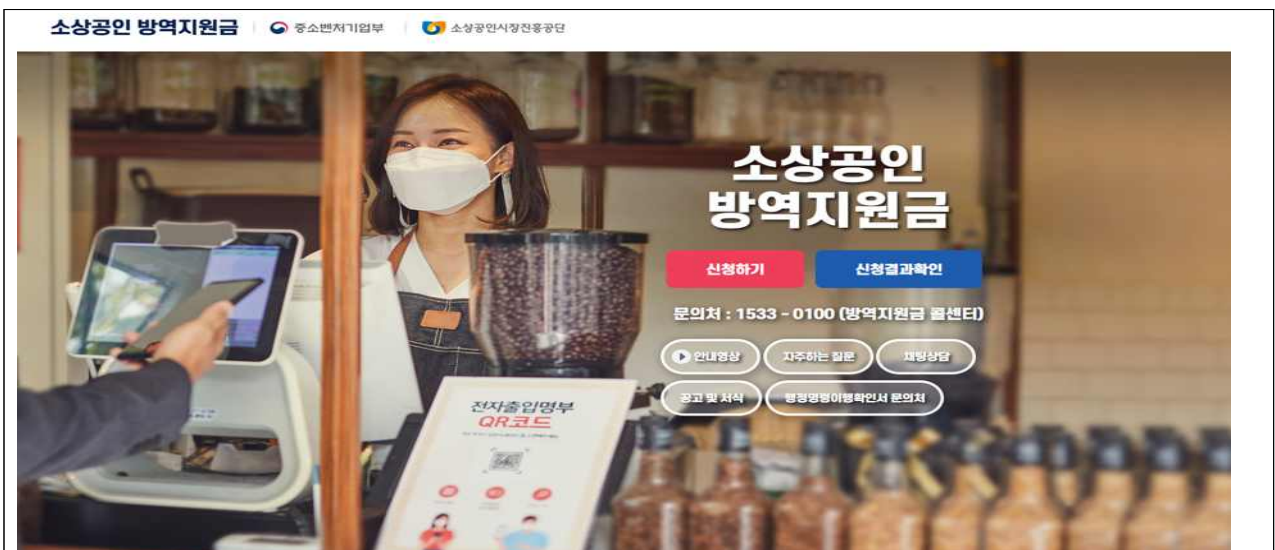 소상공인 방역지원금
중소벤처기업부
소상공인시장진흥공단
소상공인
방역지원금
신청하기
신청결과확인
문의처 : 1533 - 0100 (방역지원금 콜센터)
안내영상
자주하는 질문
채팅상담
공고 및 서식
행정명령이행확인서 문의처
전자출입명부
QR코드